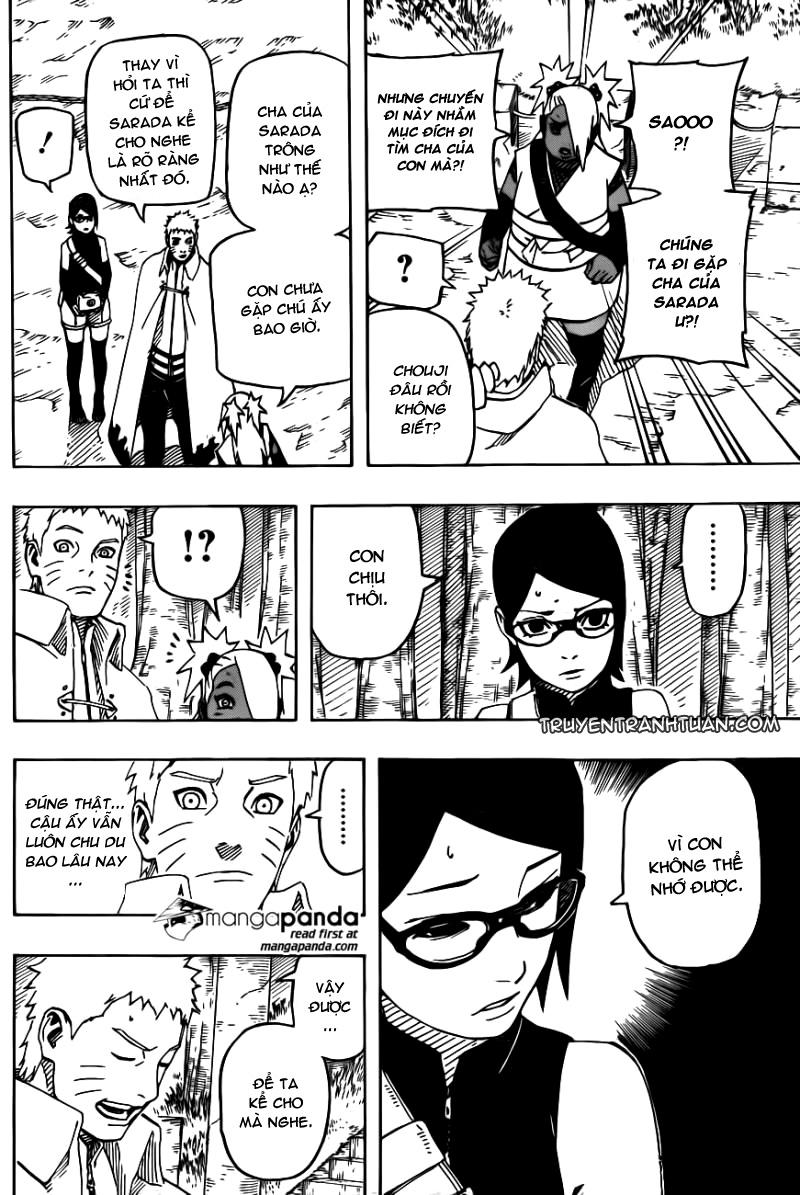 SAOOO
?!
CHÚNG
TA ĐI GẶP
CHA CỦA
SARADA
Ư?!
NHƯNG CHUYẾN
ĐI NÀY NHẰM
MỤC ĐÍCH ĐI
TÌM CHA CỦA
CON MÀ?!
?
CHOUJI
ĐÂU RỒI
KHÔNG
BIẾT?
CHA CỦA
SARADA
TRÔNG
NHƯ THẾ
NÀO Ạ?
CON CHƯA
GẶP CHÚ ẤY
BAO GIỜ.
THAY VÌ
HỎI TA THÌ
CỨ ĐỂ
SARADA KỂ
CHO NGHE
LÀ RÕ RÀNG
NHẤT ĐÓ.
!
........
CON
CHỊU
THÔI.
TRUYENTRANHTUAN.COM
!?
VÌ CON
KHÔNG THỂ
NHỚ ĐƯỢC.
........
ĐÚNG THẬT...
CẬU ẤY VẪN
LUÔN CHU DU
BAO LÂU NAY
...
mangapanda
read first at
mangapanda.com
VẬY
ĐƯỢC
...
ĐỂ TA
KỂ CHO
MÀ NGHE.